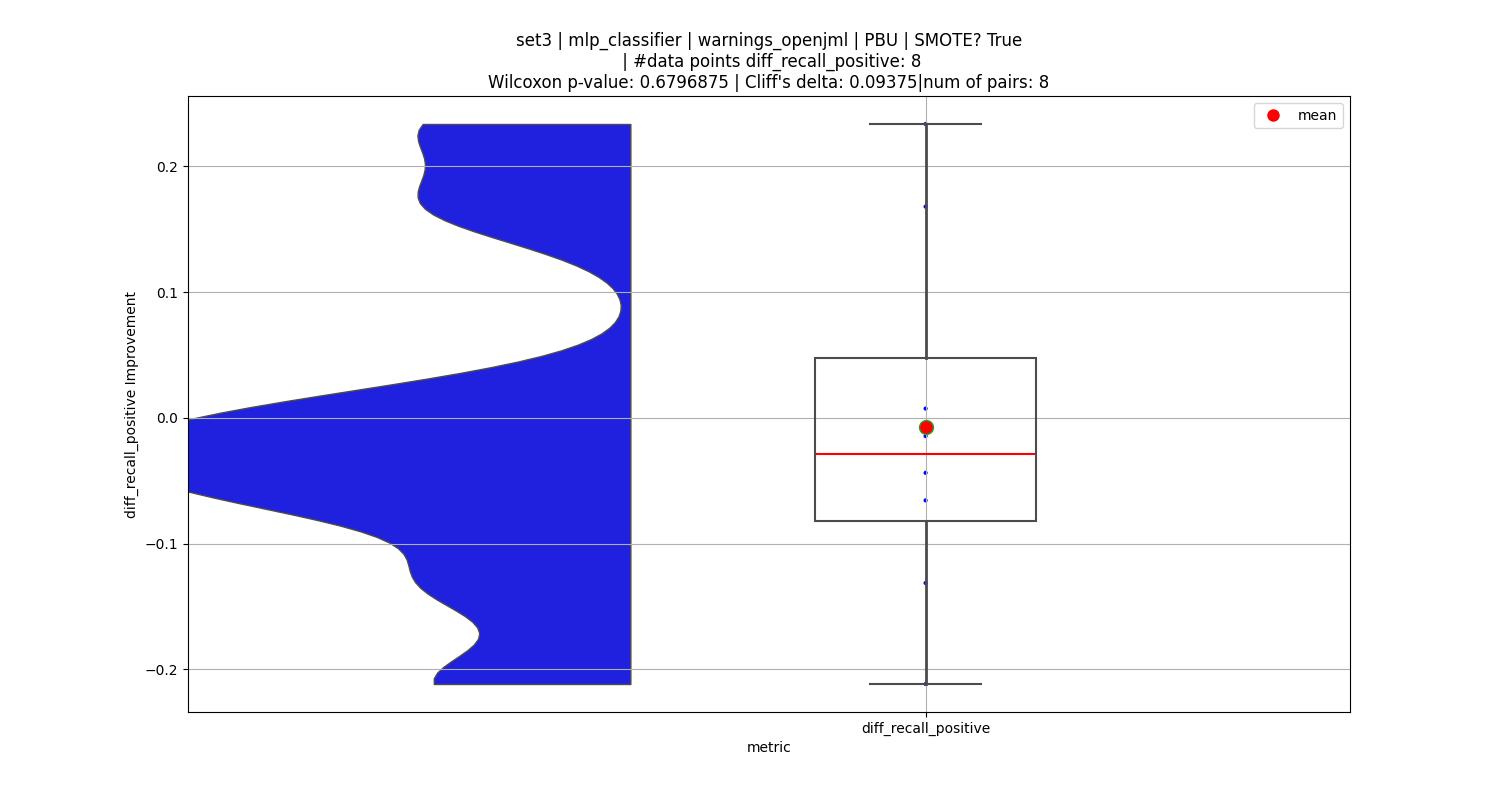 set3 | mlp_classifier | warnings_openjml | PBU | SMOTE? True
| #data points diff_recall_positive: 8
Wilcoxon p-value: 0.6796875 | Cliff's delta: 0.09375|num of pairs: 8
mean
0.2
0.1
0.0
−0.1
−0.2
diff_recall_positive Improvement
diff_recall_positive
metric